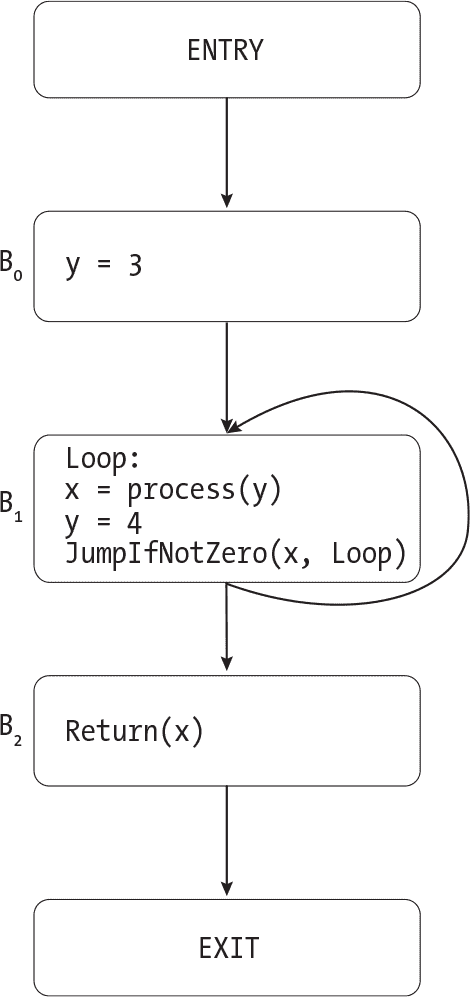 ENTRY
B0
y = 3
B1
Loop:
x = process(y)
y = 4
JumpIfNotZero(x, Loop)
B2
Return(x)
EXIT